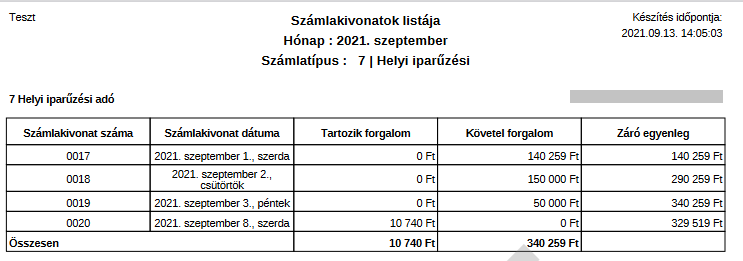 Teszt
Számlakivonatok listája
Készítés időpontja:
Hónap : 2021. szeptember
2021.09.13. 14:05:03
Számlatípus : 7 | Helyi iparűzési
7 Helyi iparűzési adó
Számlakivonat száma Számlakivonat dátuma Tartozik forgalom Követel forgalom Záró egyenleg
0017 2021. szeptember 1., szerda 0 Ft 140 259 Ft 140 259 Ft
0018 2021. szeptember 2., csütörtök 0 Ft 150 000 Ft 290 259 Ft
0019 2021. szeptember 3., péntek 0 Ft 50 000 Ft 340 259 Ft
0020 2021. szeptember 8., szerda 10 740 Ft 0 Ft 329 519 Ft
Összesen 10 740 Ft 340 259 Ft